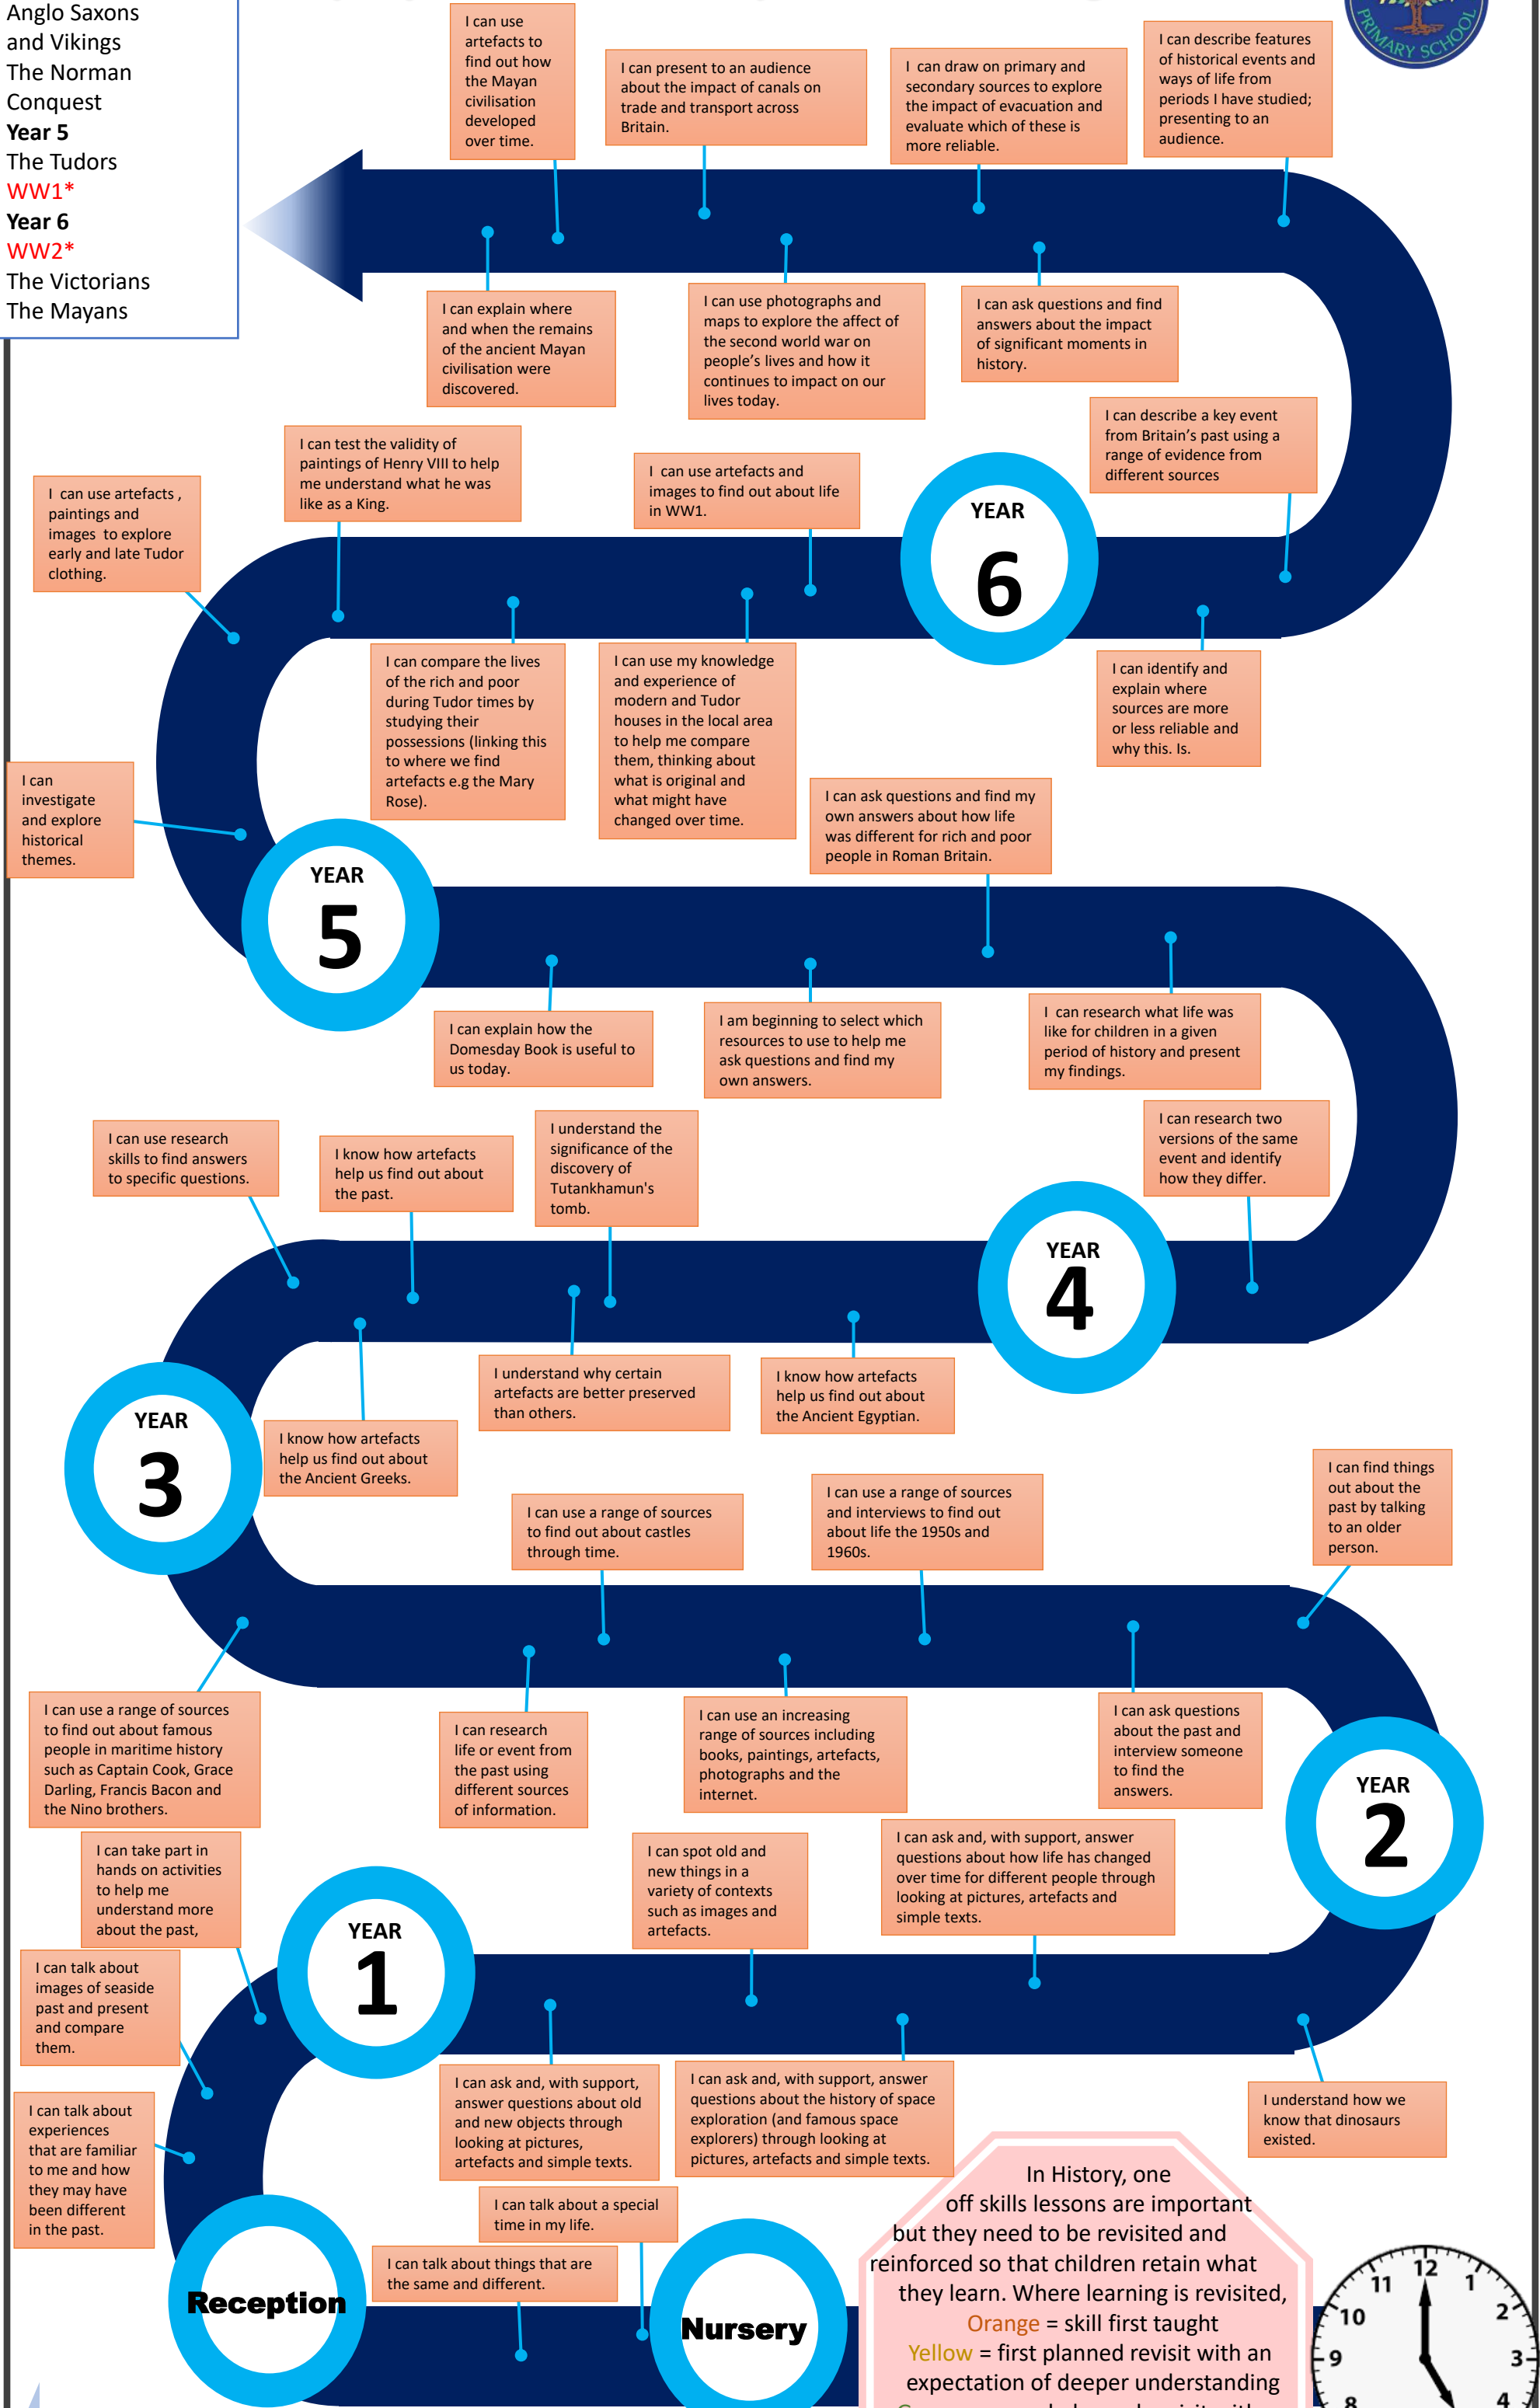 Anglo Saxons
and Vikings
The Norman
Conquest
Year 5
The Tudors
WW1*
Year 6
WW2*
The Victorians
The Mayans
PRIMARY SCHOOL
I can use
artefacts to
find out how
the Mayan
civilisation
developed
over time.
I can present to an audience
about the impact of canals on
trade and transport across
Britain.
I can draw on primary and
secondary sources to explore
the impact of evacuation and
evaluate which of these is
more reliable.
I can describe features
of historical events and
ways of life from
periods I have studied;
presenting to an
audience.
I can explain where
and when the remains
of the ancient Mayan
civilisation were
discovered.
I can use photographs and
maps to explore the affect of
the second world war on
people's lives and how it
continues to impact on our
lives today.
I can ask questions and find
answers about the impact
of significant moments in
history.
I can describe a key event
from Britain's past using a
range of evidence from
different sources
I can use artefacts ,
paintings and
images to explore
early and late Tudor
clothing.
I can test the validity of
paintings of Henry VIII to help
me understand what he was
like as a King.
I can use artefacts and
images to find out about life
in WW1.
YEAR
6
I can compare the lives
of the rich and poor
during Tudor times by
studying their
possessions (linking this
to where we find
artefacts e.g the Mary
Rose).
I can use my knowledge
and experience of
modern and Tudor
houses in the local area
to help me compare
them, thinking about
what is original and
what might have
changed over time.
I can identify and
explain where
sources are more
or less reliable and
why this. Is.
I can
investigate
and explore
historical
themes.
I can ask questions and find my
own answers about how life
was different for rich and poor
people in Roman Britain.
YEAR
5
I can explain how the
Domesday Book is useful to
us today.
I am beginning to select which
resources to use to help me
ask questions and find my
own answers.
I can research what life was
like for children in a given
period of history and present
my findings.
I can use research
skills to find answers
to specific questions.
I know how artefacts
help us find out about
the past.
I understand the
significance of the
discovery of
Tutankhamun's
tomb.
I can research two
versions of the same
event and identify
how they differ.
YEAR
4
I understand why certain
artefacts are better preserved
than others.
I know how artefacts
help us find out about
the Ancient Egyptian.
YEAR
3
I know how artefacts
help us find out about
the Ancient Greeks.
I can use a range of sources
to find out about castles
through time.
I can use a range of sources
and interviews to find out
about life the 1950s and
1960s.
I can find things
out about the
past by talking
to an older
person.
I can use a range of sources
to find out about famous
people in maritime history
such as Captain Cook, Grace
Darling, Francis Bacon and
the Nino brothers.
I can research
life or event from
the past using
different sources
of information.
I can use an increasing
range of sources including
books, paintings, artefacts,
photographs and the
internet.
I can ask questions
about the past and
interview someone
to find the
answers.
YEAR
2
I can take part in
hands on activities
to help me
understand more
about the past,
YEAR
1
I can spot old and
new things in a
variety of contexts
such as images and
artefacts.
I can ask and, with support, answer
questions about how life has changed
over time for different people through
looking at pictures, artefacts and
simple texts.
I can talk about
images of seaside
past and present
and compare
them.
I can ask and, with support,
answer questions about old
and new objects through
looking at pictures,
artefacts and simple texts.
I can ask and, with support, answer
questions about the history of space
exploration (and famous space
explorers) through looking at
pictures, artefacts and simple texts.
I understand how we
know that dinosaurs
existed.
I can talk about
experiences
that are familiar
to me and how
they may have
been different
in the past.
I can talk about a special
time in my life.
I can talk about things that are
the same and different.
Reception
Nursery
In History, one
off skills lessons are important
but they need to be revisited and
reinforced so that children retain what
they learn. Where learning is revisited,
Orange = skill first taught
Yellow = first planned revisit with an
expectation of deeper understanding
12
11
1
10
2
9
3
8
4